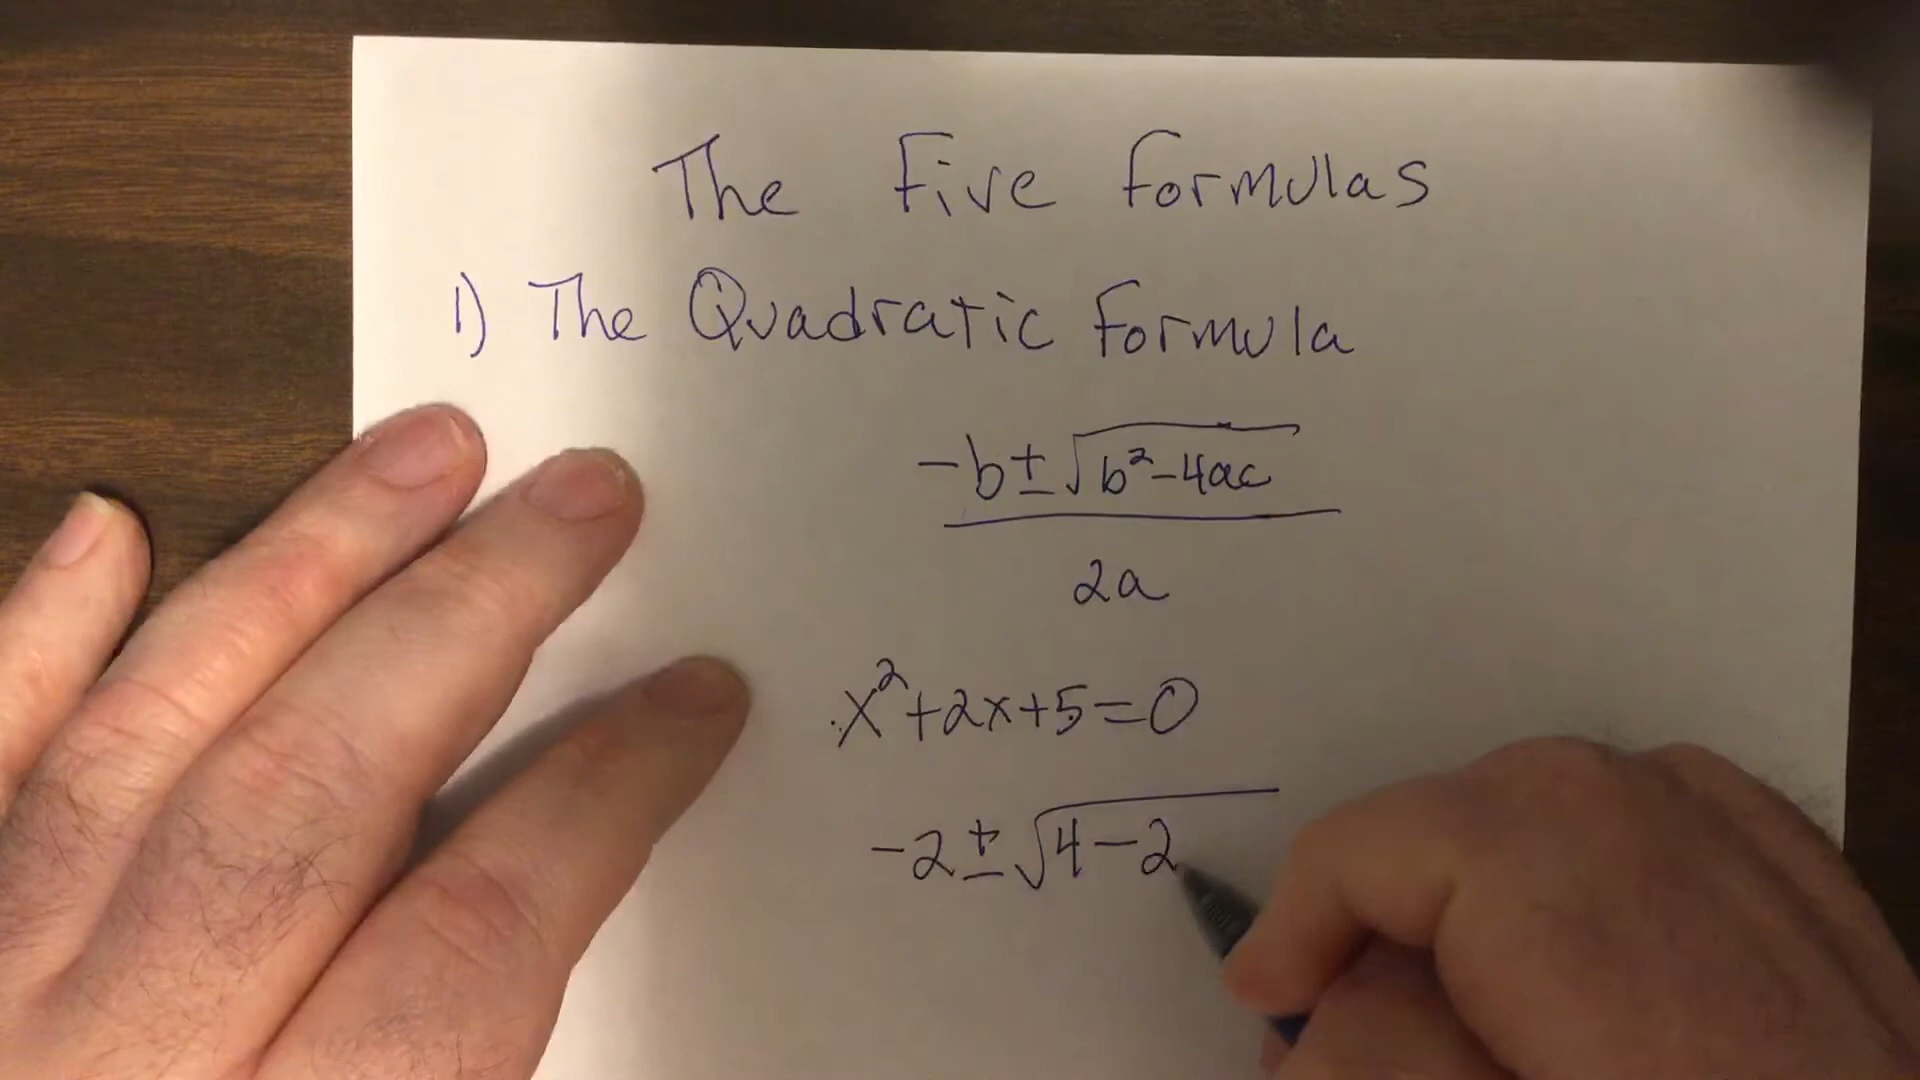 The Five Formulas
1) The Quadratic Formula
-b±√b²-4ac
2a
x²+2x+5=0
-2±√4-2